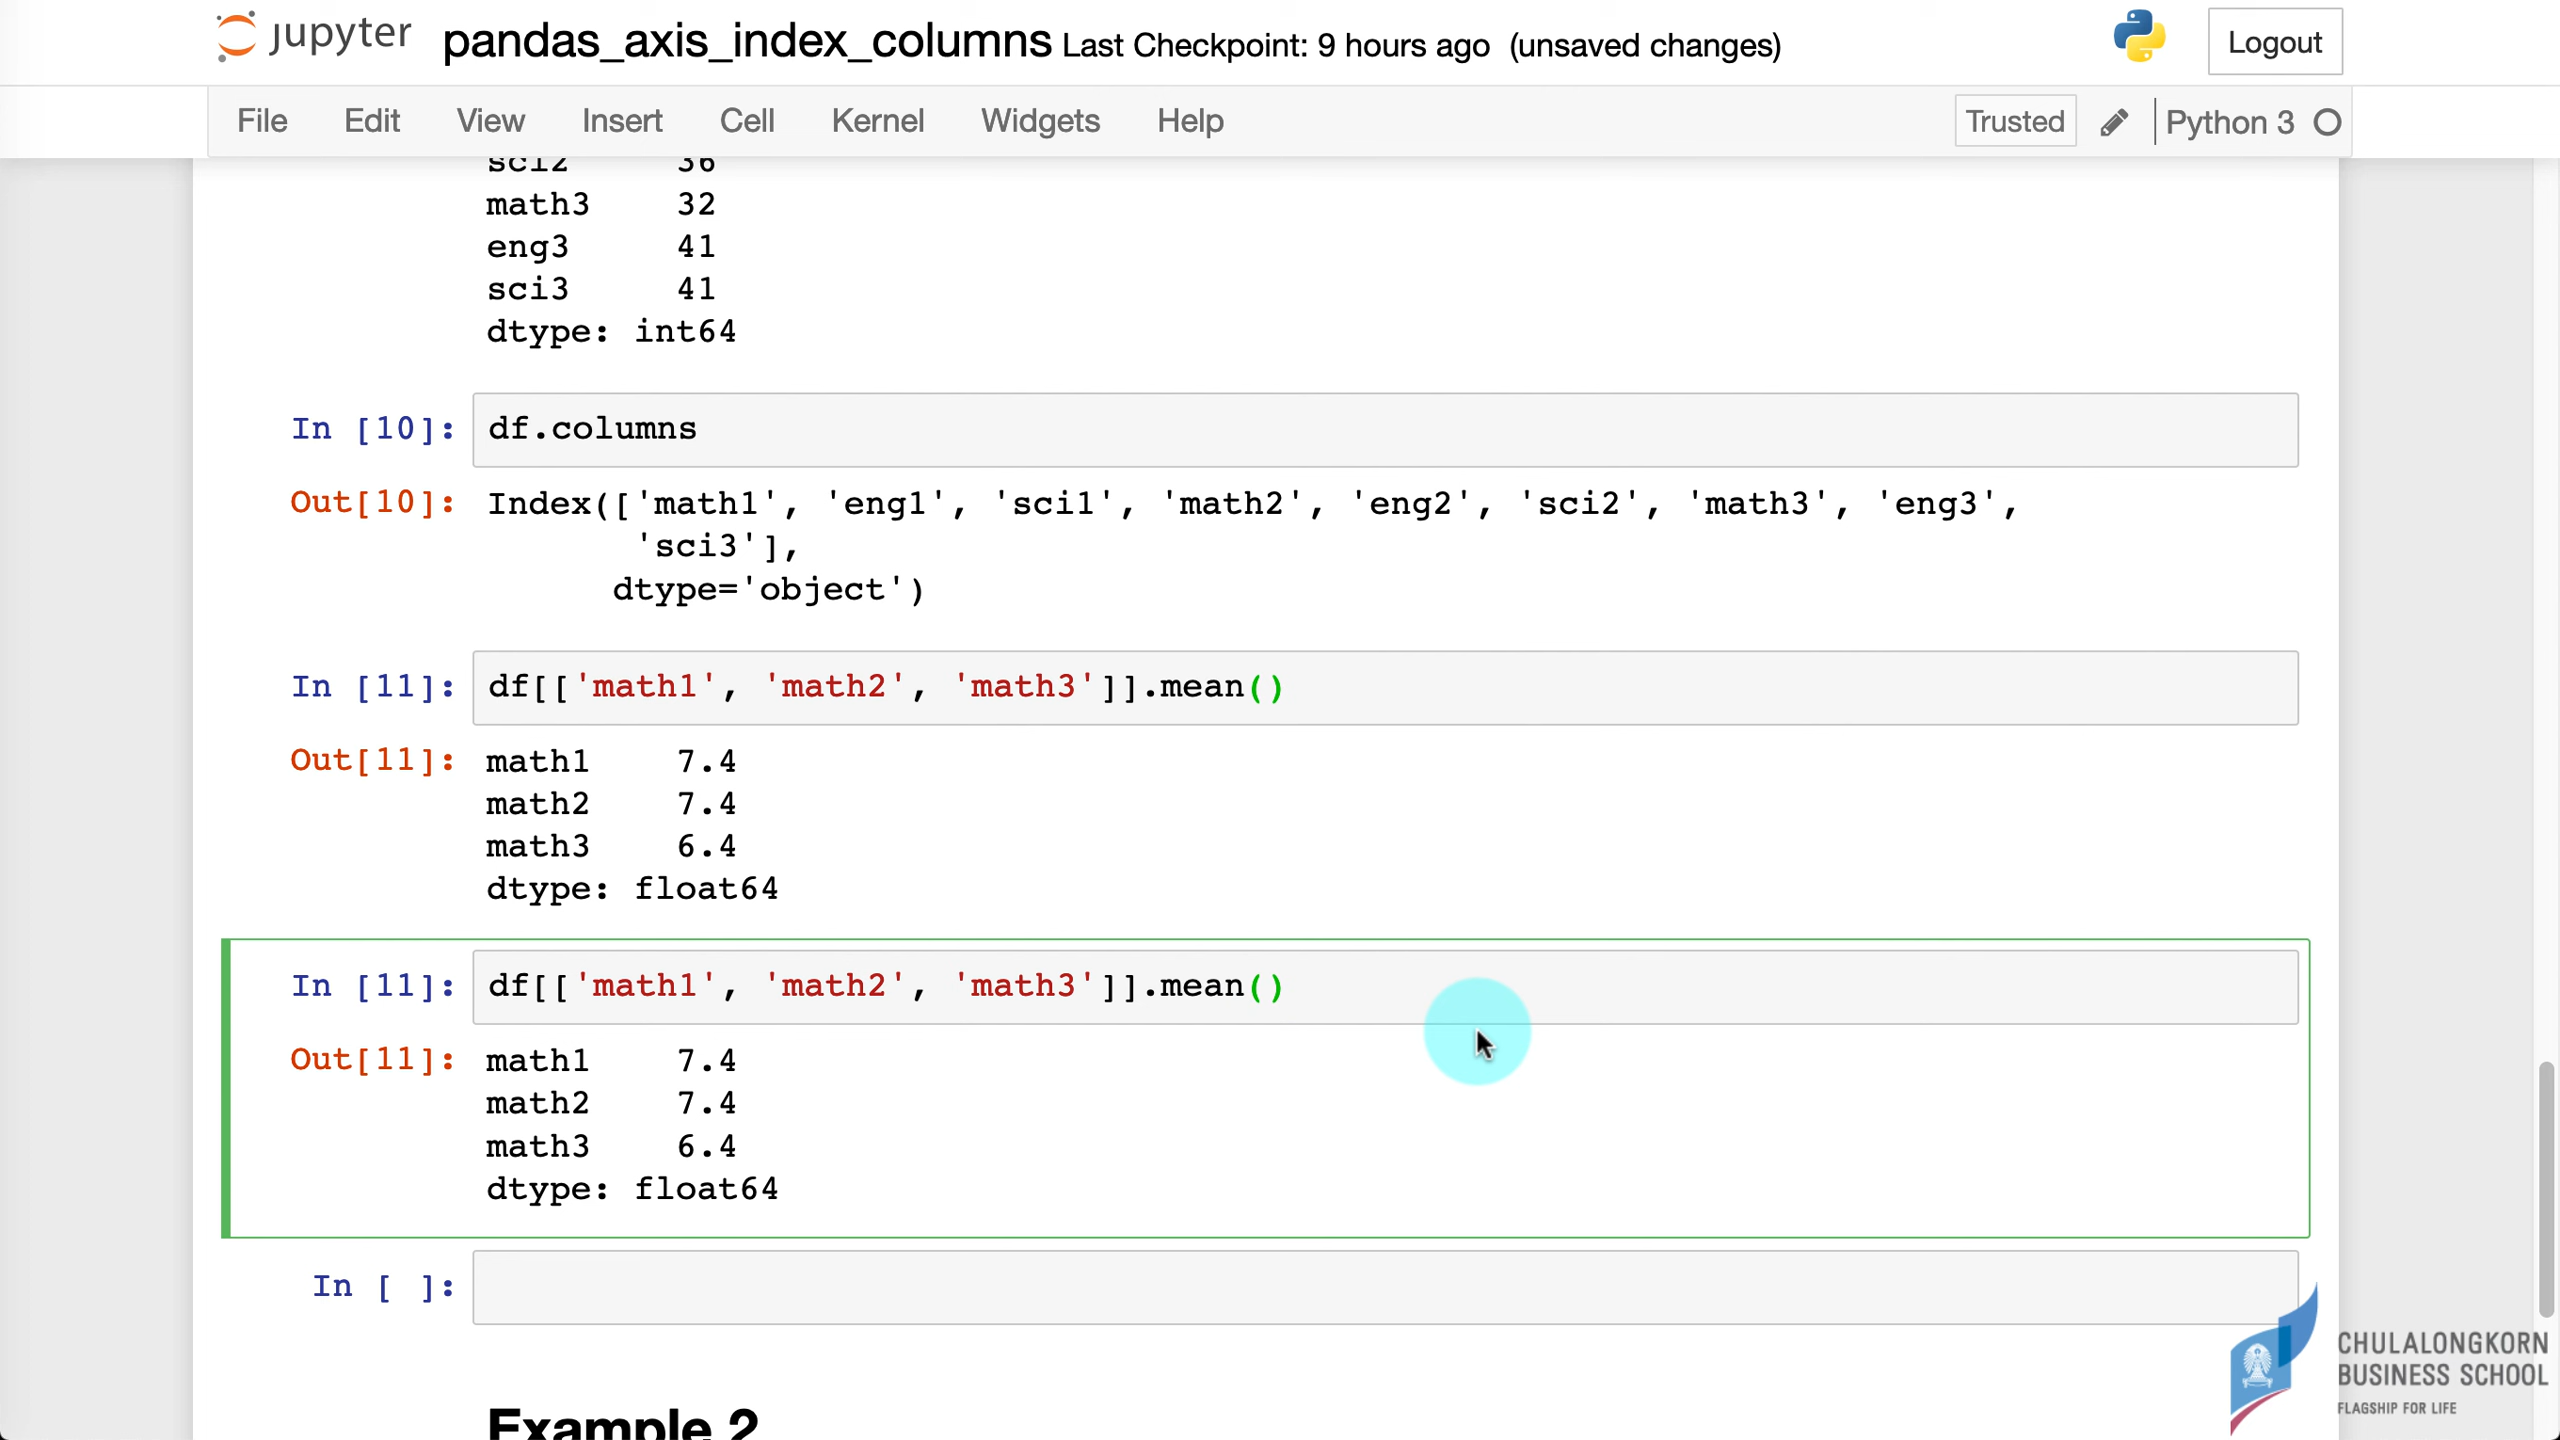 jupyter pandas_axis_index_columns Last Checkpoint: 9 hours ago (unsaved changes) Logout
File Edit View Insert Cell Kernel Widgets Help Trusted Python 3
sci2 36
math3 32
eng3 41
sci3 41
dtype: int64
In [10]: df.columns
Out[10]: Index(['math1', 'eng1', 'sci1', 'math2', 'eng2', 'sci2', 'math3', 'eng3',
'sci3'],
dtype='object')
In [11]: df[['math1', 'math2', 'math3']].mean()
Out[11]: math1 7.4
math2 7.4
math3 6.4
dtype: float64
In [11]: df[['math1', 'math2', 'math3']].mean()
Out[11]: math1 7.4
math2 7.4
math3 6.4
dtype: float64
In [ ]:
CHULALONGKORN
BUSINESS SCHOOL
FLAGSHIP FOR LIFE
Example 2